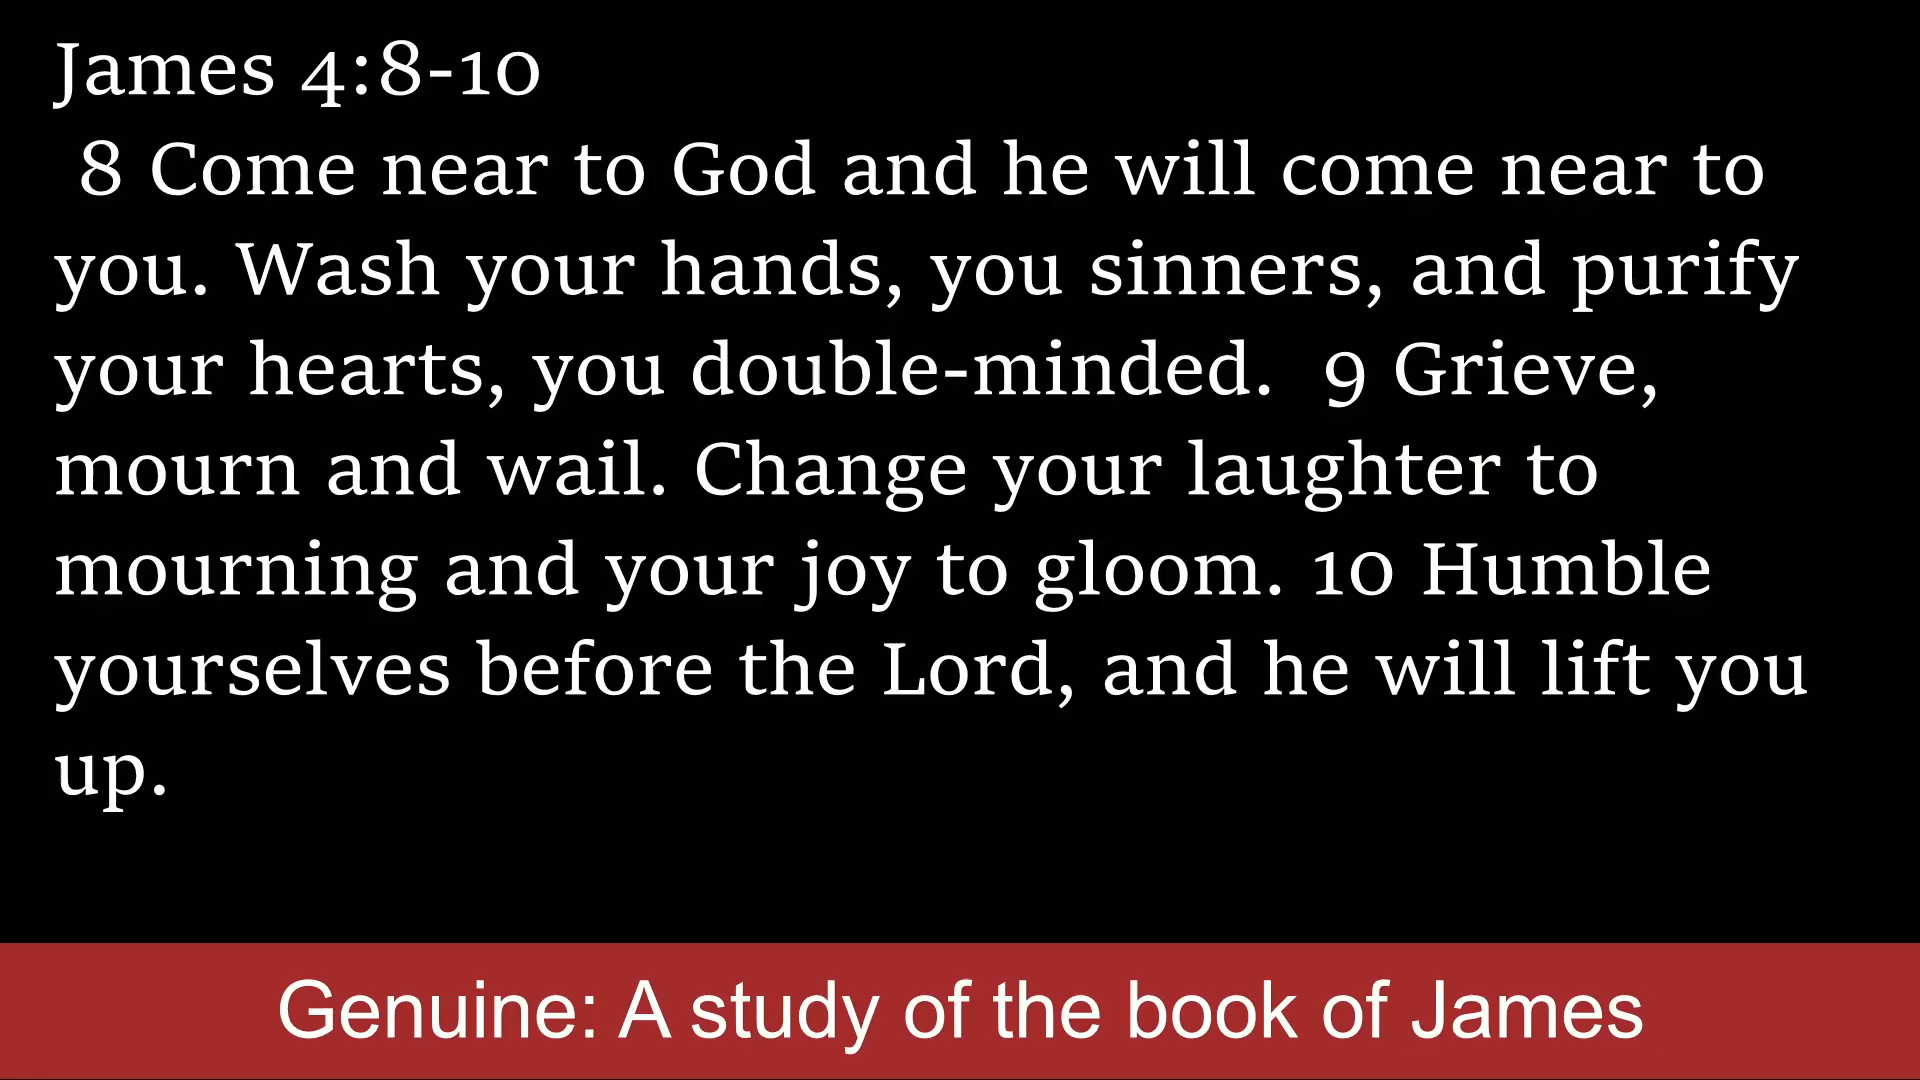 James 4:8-10
8 Come near to God and he will come near to
you. Wash your hands, you sinners, and purify
your hearts, you double-minded.  9 Grieve,
mourn and wail. Change your laughter to
mourning and your joy to gloom. 10 Humble
yourselves before the Lord, and he will lift you
up.
Genuine: A study of the book of James